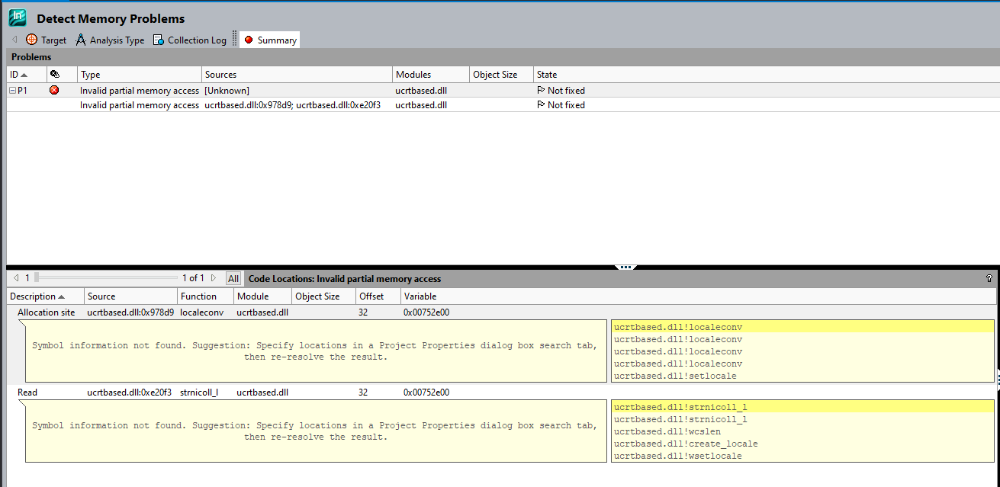 In
Detect Memory Problems
Target Analysis Type Collection Log Summary
Problems
ID Type Sources Modules Object Size State
P1 Invalid partial memory access [Unknown] ucrtbased.dll Not fixed
Invalid partial memory access ucrtbased.dll:0x978d9; ucrtbased.dll:0xe20f3 ucrtbased.dll Not fixed
1 1 of 1 All Code Locations: Invalid partial memory access ?
Description Source Function Module Object Size Offset Variable
Allocation site ucrtbased.dll:0x978d9 localeconv ucrtbased.dll 32 0x00752e00
ucrtbased.dll!localeconv
ucrtbased.dll!localeconv
Symbol information not found. Suggestion: Specify locations in a Project Properties dialog box search tab,
then re-resolve the result.
ucrtbased.dll!localeconv
ucrtbased.dll!localeconv
ucrtbased.dll!setlocale
Read ucrtbased.dll:0xe20f3 strnicoll_l ucrtbased.dll 32 0x00752e00
ucrtbased.dll!strnicoll_l
ucrtbased.dll!strnicoll_l
Symbol information not found. Suggestion: Specify locations in a Project Properties dialog box search tab,
then re-resolve the result.
ucrtbased.dll!wcslen
ucrtbased.dll!create_locale
ucrtbased.dll!wsetlocale